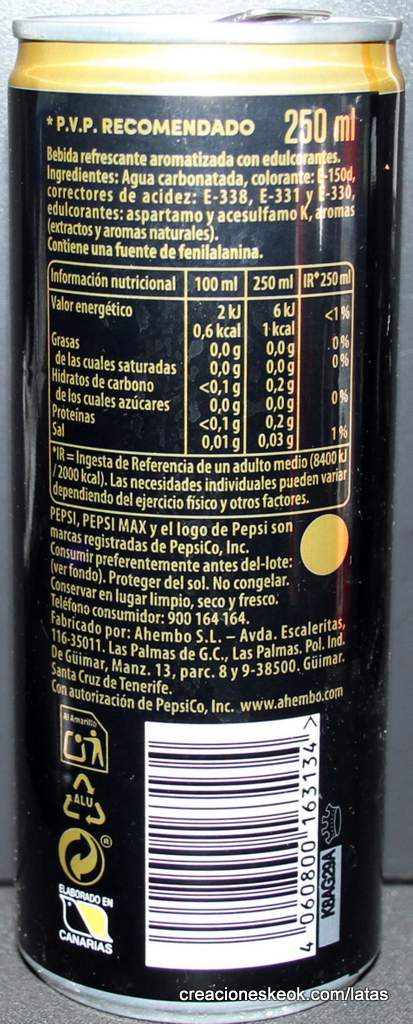 * P.V.P. RECOMENDADO 250 ml
Bebida refrescante aromatizada con edulcorantes.
Ingredientes: Agua carbonatada, colorante: E-150d,
correctores de acidez: E-338, E-331 y E-330,
edulcorantes: aspartamo y acesulfamo K, aromas
(extractos y aromas naturales).
Contiene una fuente de fenilalanina.
Información nutricional 100 ml 250 ml IR*250 ml
Valor energético 2 kJ 6 kJ <1%
0,6 kcal 1 kcal
Grasas 0,0 g 0,0 g 0%
de las cuales saturadas 0,0 g 0,0 g 0%
Hidratos de carbono <0,1 g 0,2 g
de los cuales azúcares 0,0 g 0,0 g 0%
Proteínas <0,1 g 0,2 g
Sal 0,01 g 0,03 g 1%
*IR = Ingesta de Referencia de un adulto medio (8400 kJ
/2000 kcal). Las necesidades individuales pueden variar
dependiendo del ejercicio físico y otros factores.
PEPSI, PEPSI MAX y el logo de Pepsi son
marcas registradas de PepsiCo, Inc.
Consumir preferentemente antes del-lote:
(ver fondo). Proteger del sol. No congelar.
Conservar en lugar limpio, seco y fresco.
Teléfono consumidor: 900 164 164.
Fabricado por: Ahembo S.L. – Avda. Escaleritas,
116-35011. Las Palmas de G.C., Las Palmas. Pol. Ind.
De Güimar, Manz. 13, parc. 8 y 9-38500. Güimar.
Santa Cruz de Tenerife.
Con autorización de PepsiCo, Inc. www.ahembo.com
Al Amarillo
ALU
®
ELABORADO EN
CANARIAS
4 060800 163134 >
K8AG29IA
creacioneskeok.com/latas